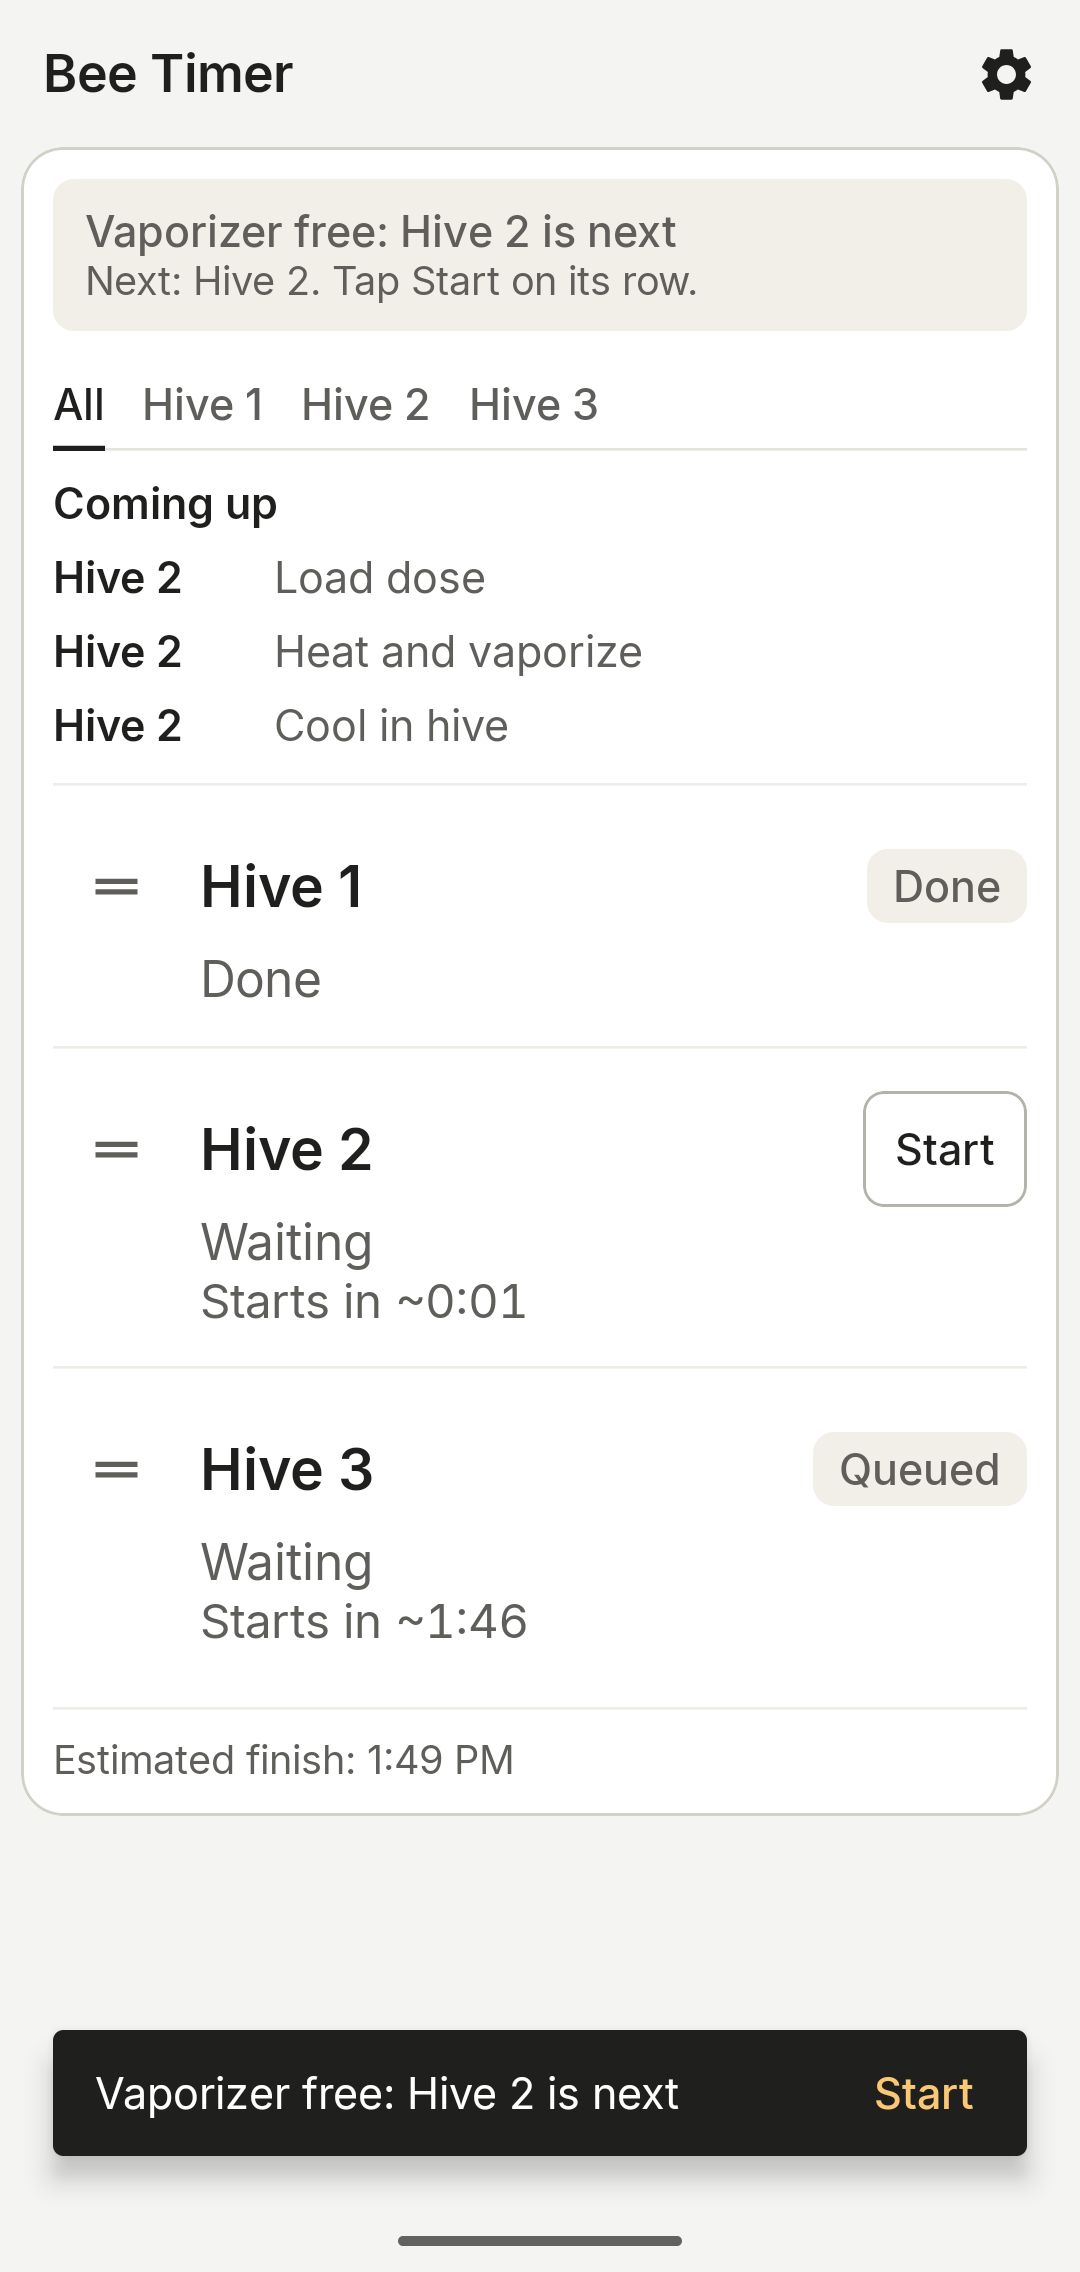 Bee Timer
Vaporizer free: Hive 2 is next
Next: Hive 2. Tap Start on its row.
All Hive 1 Hive 2 Hive 3
Coming up
Hive 2 Load dose
Hive 2 Heat and vaporize
Hive 2 Cool in hive
Hive 1 Done
Done
Hive 2 Start
Waiting
Starts in ~0:01
Hive 3 Queued
Waiting
Starts in ~1:46
Estimated finish: 1:49 PM
Vaporizer free: Hive 2 is next Start